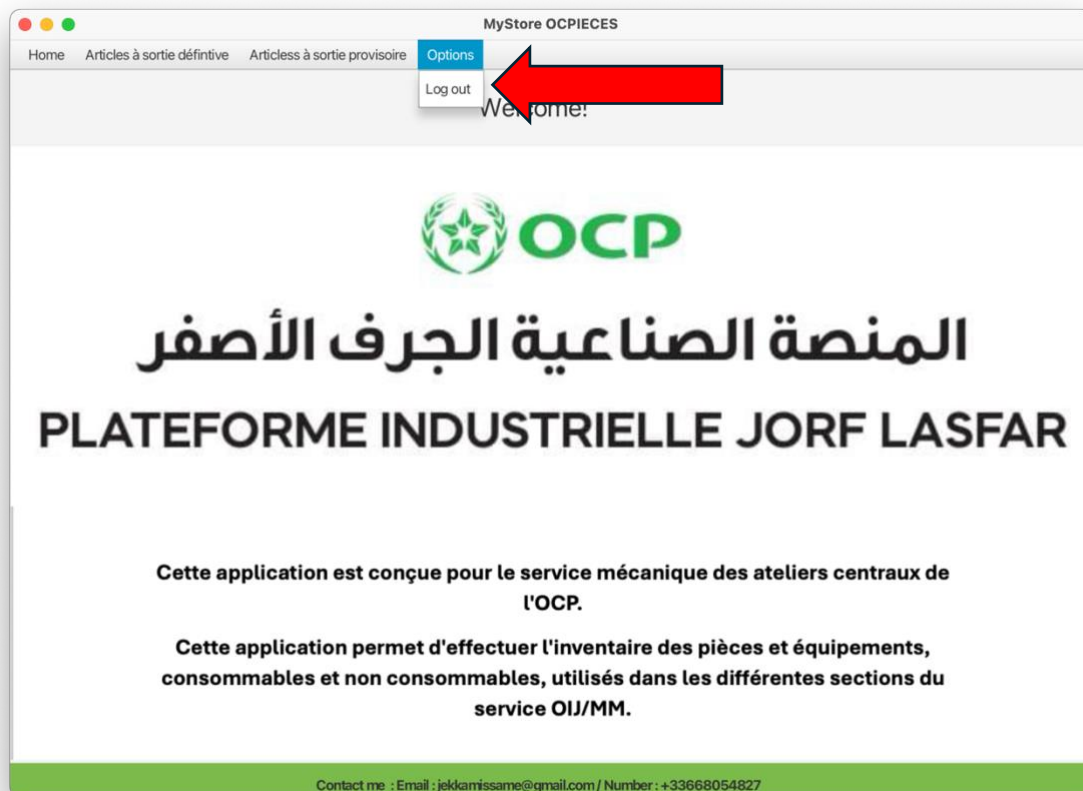 MyStore OCPIECES
Home Articles à sortie défintive Articless à sortie provisoire Options
Log out
Welcome!
OCP
المنصة الصناعية الجرف الأصفر
PLATEFORME INDUSTRIELLE JORF LASFAR
Cette application est conçue pour le service mécanique des ateliers centraux de
l'OCP.
Cette application permet d'effectuer l'inventaire des pièces et équipements,
consommables et non consommables, utilisés dans les différentes sections du
service OIJ/MM.
Contact me : Email : jekkamissame@gmail.com / Number : +33668054827